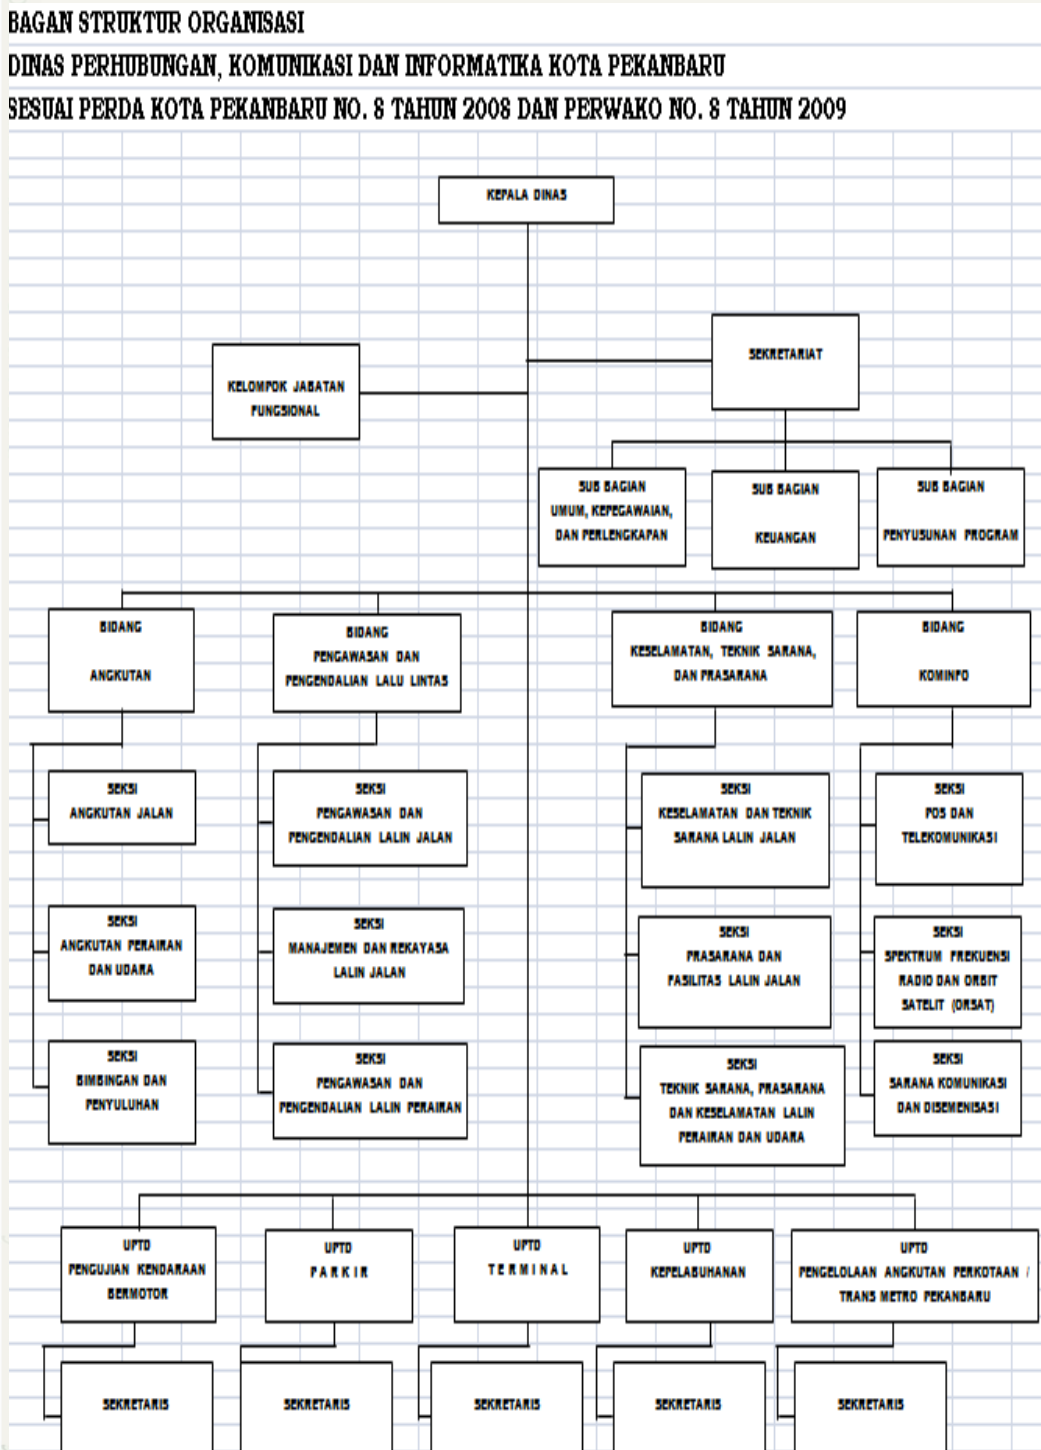 BAGAN STRUKTUR ORGANISASI
DINAS PERHUBUNGAN, KOMUNIKASI DAN INFORMATIKA KOTA PEKANBARU
SESUAI PERDA KOTA PEKANBARU NO. 8 TAHUN 2008 DAN PERWAKO NO. 8 TAHUN 2009
KEPALA DINAS
SEKRETARIAT
KELOMPOK JABATAN
FUNGSIONAL
SUB BAGIAN
UMUM, KEPEGAWAIAN,
DAN PERLENGKAPAN
SUB BAGIAN
KEUANGAN
SUB BAGIAN
PENYUSUNAN PROGRAM
BIDANG
ANGKUTAN
BIDANG
PENGAWASAN DAN
PENGENDALIAN LALU LINTAS
BIDANG
KESELAMATAN, TEKNIK SARANA,
DAN PRASARANA
BIDANG
KOMINFO
SEKSI
ANGKUTAN JALAN
SEKSI
PENGAWASAN DAN
PENGENDALIAN LALIN JALAN
SEKSI
KESELAMATAN DAN TEKNIK
SARANA LALIN JALAN
SEKSI
POS DAN
TELEKOMUNIKASI
SEKSI
ANGKUTAN PERAIRAN
DAN UDARA
SEKSI
MANAJEMEN DAN REKAYASA
LALIN JALAN
SEKSI
PRASARANA DAN
FASILITAS LALIN JALAN
SEKSI
SPEKTRUM FREKUENSI
RADIO DAN ORBIT
SATELIT (ORSAT)
SEKSI
BIMBINGAN DAN
PENYULUHAN
SEKSI
PENGAWASAN DAN
PENGENDALIAN LALIN PERAIRAN
SEKSI
TEKNIK SARANA, PRASARANA
DAN KESELAMATAN LALIN
PERAIRAN DAN UDARA
SEKSI
SARANA KOMUNIKASI
DAN DISEMENISASI
UPTD
PENGUJIAN KENDARAAN
BERMOTOR
UPTD
P A R K I R
UPTD
T E R M I N A L
UPTD
KEPELABUHANAN
UPTD
PENGELOLAAN ANGKUTAN PERKOTAAN /
TRANS METRO PEKANBARU
SEKRETARIS
SEKRETARIS
SEKRETARIS
SEKRETARIS
SEKRETARIS